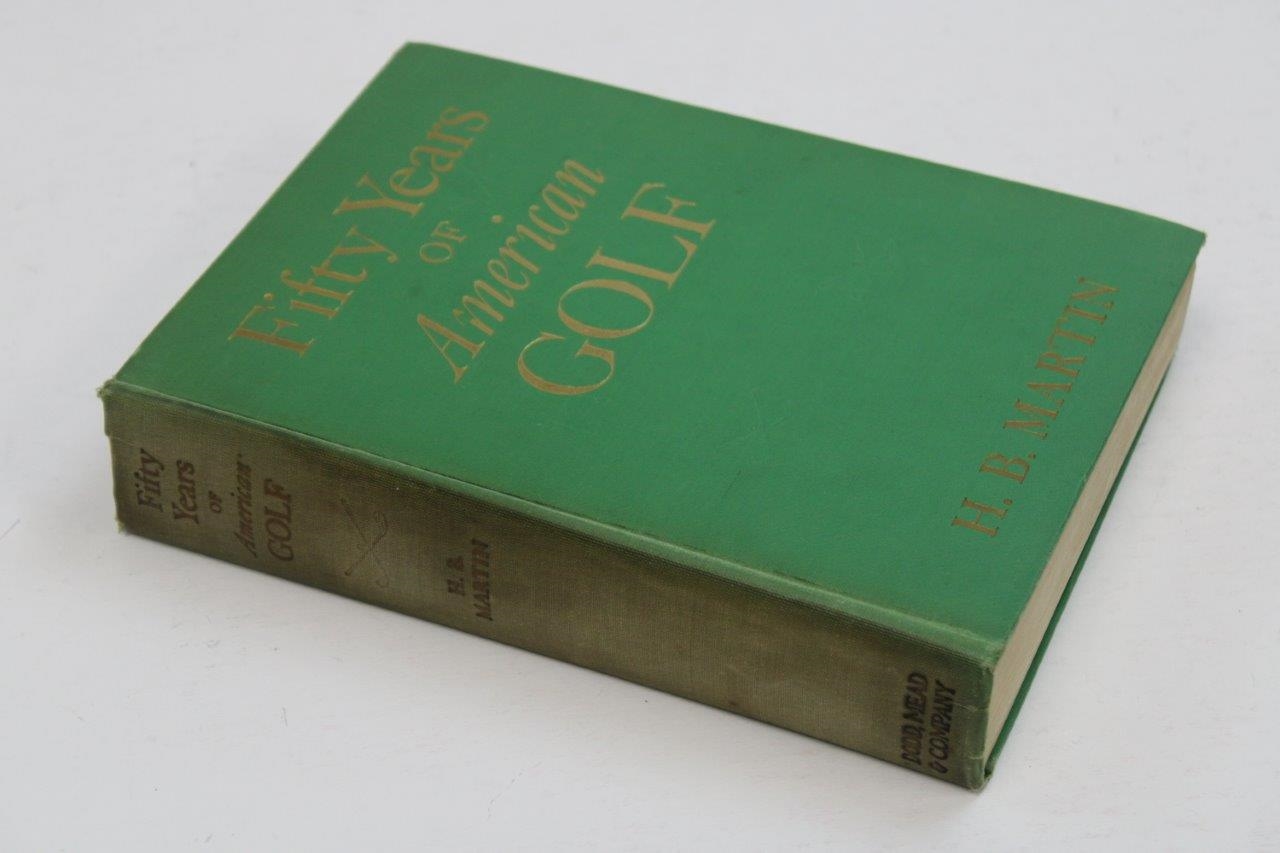 Fifty Years
OF
American
GOLF
H. B. MARTIN
Fifty
Years
OF
American
GOLF
H. B.
MARTIN
DODD, MEAD
& COMPANY